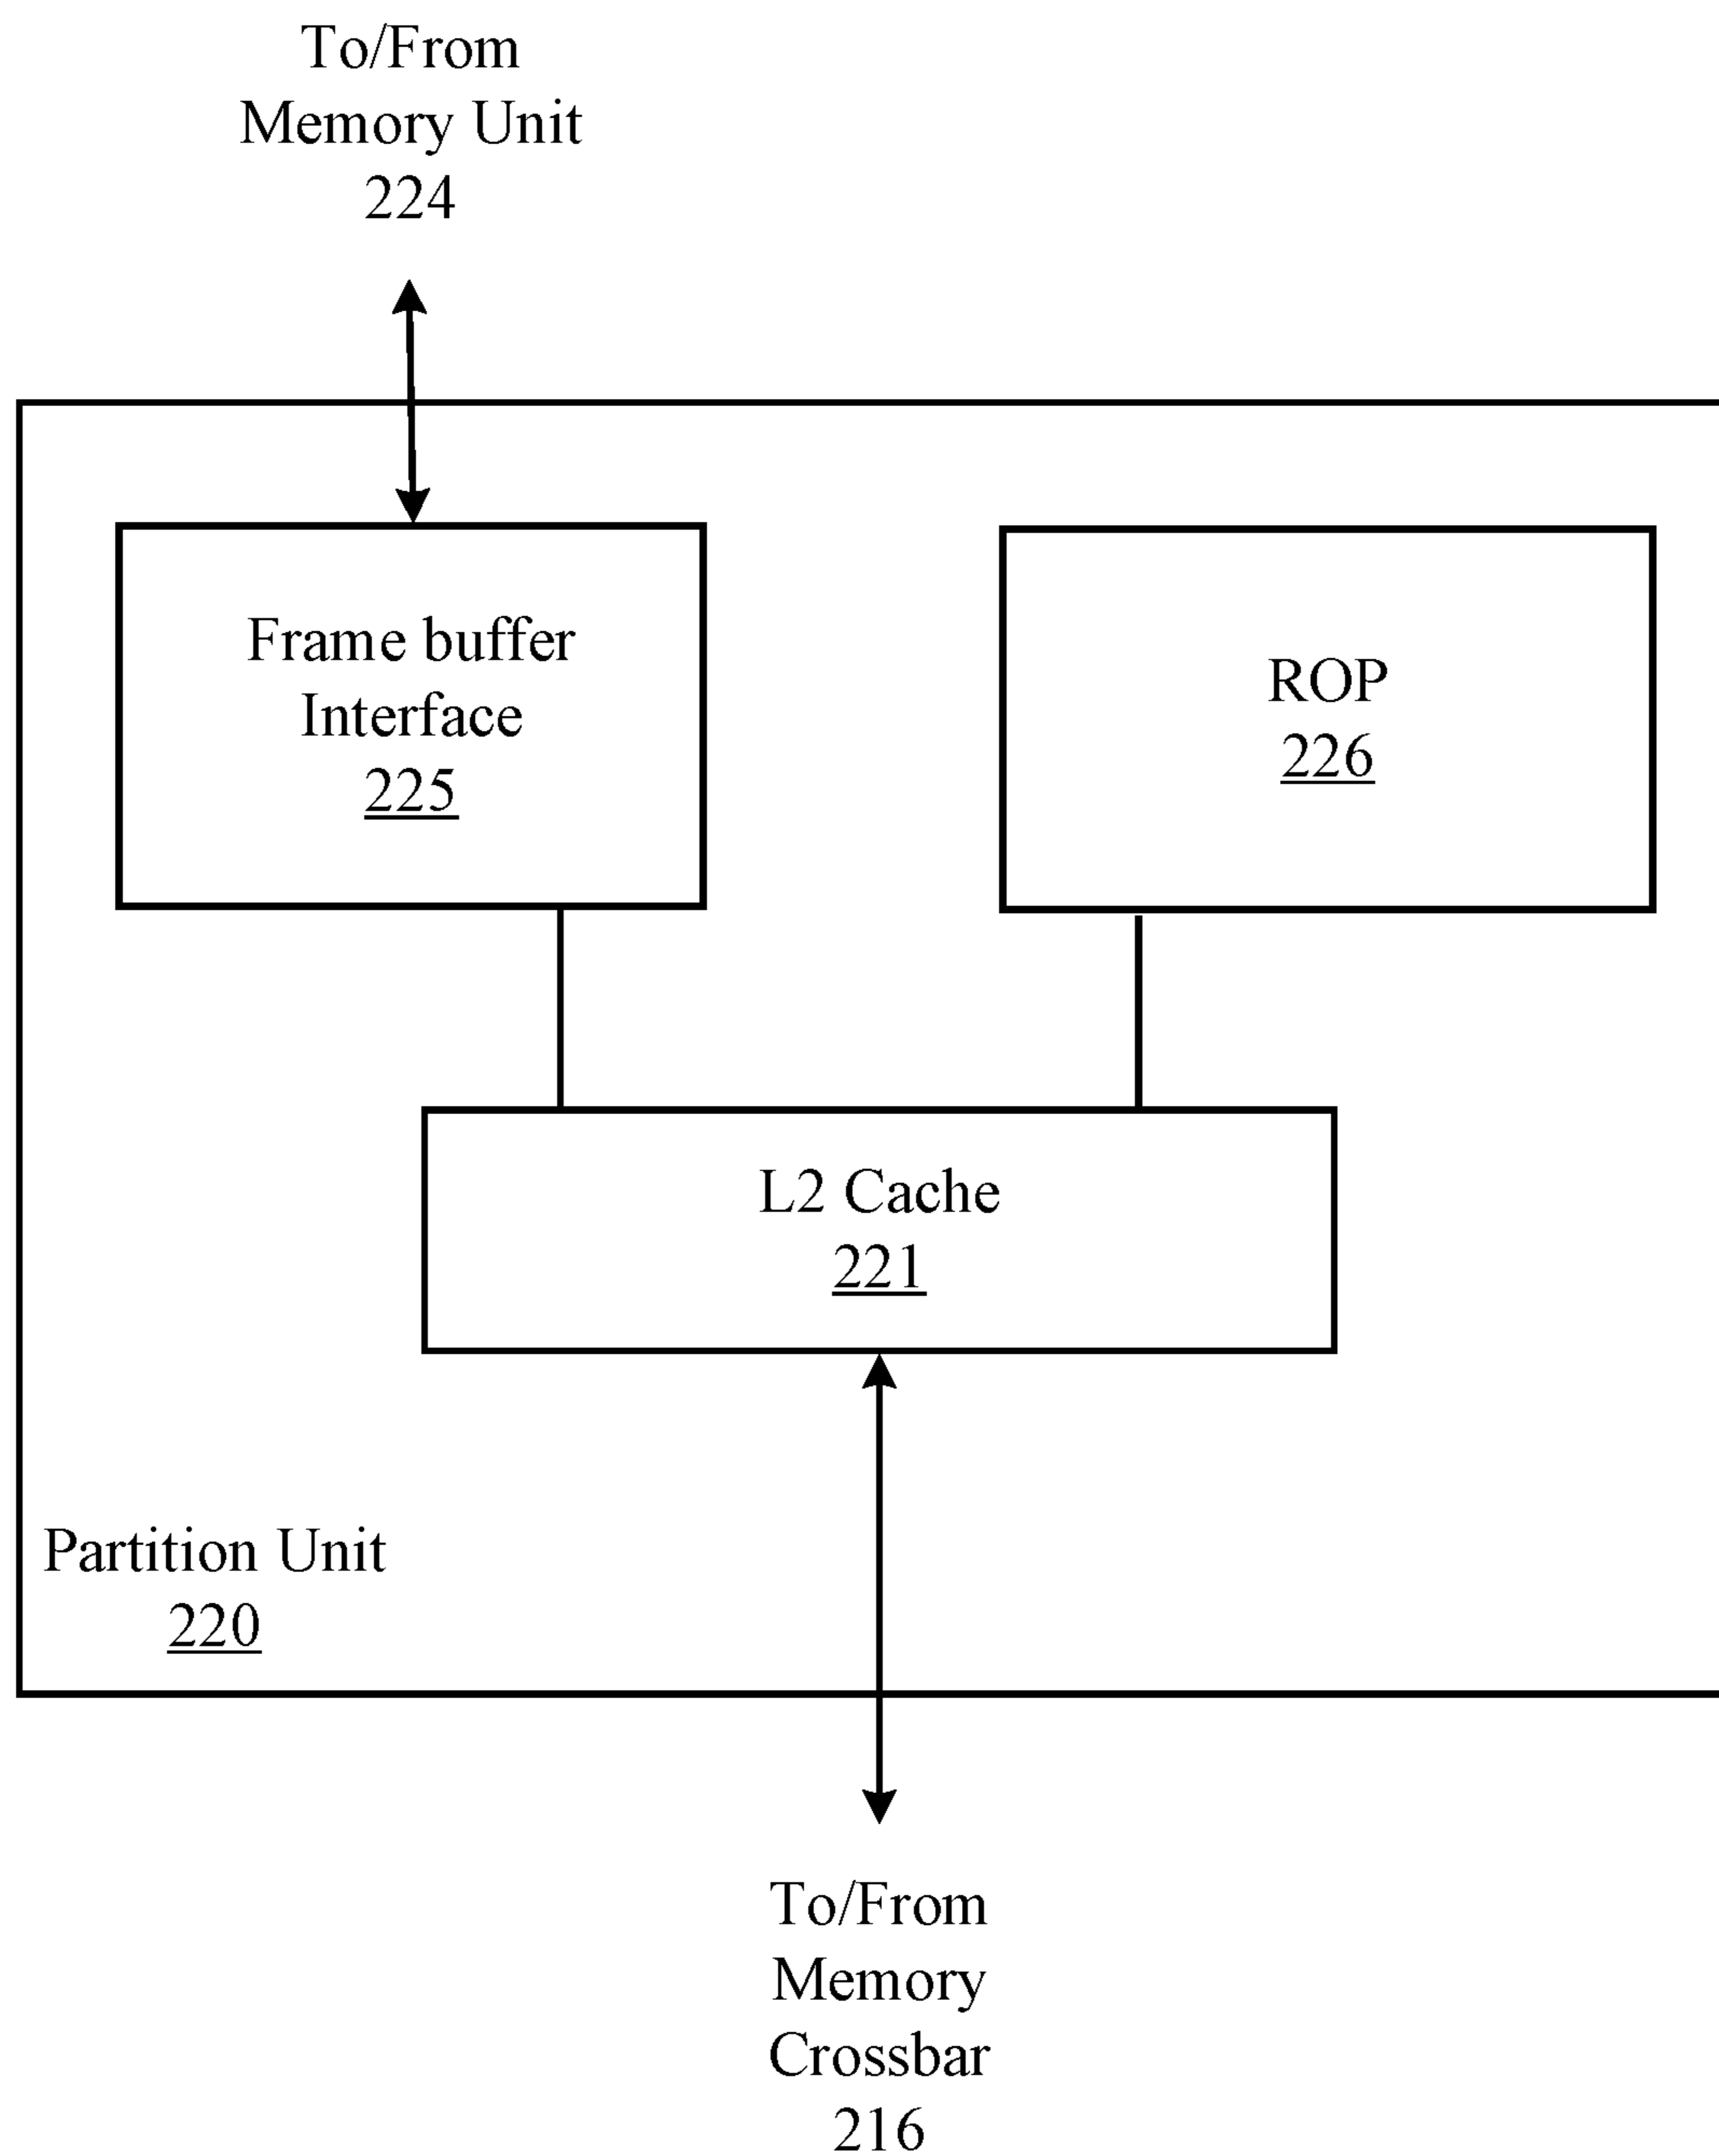 To/From
Memory Unit
224
Frame buffer
Interface
225
ROP
226
L2 Cache
221
Partition Unit
220
To/From
Memory
Crossbar
216